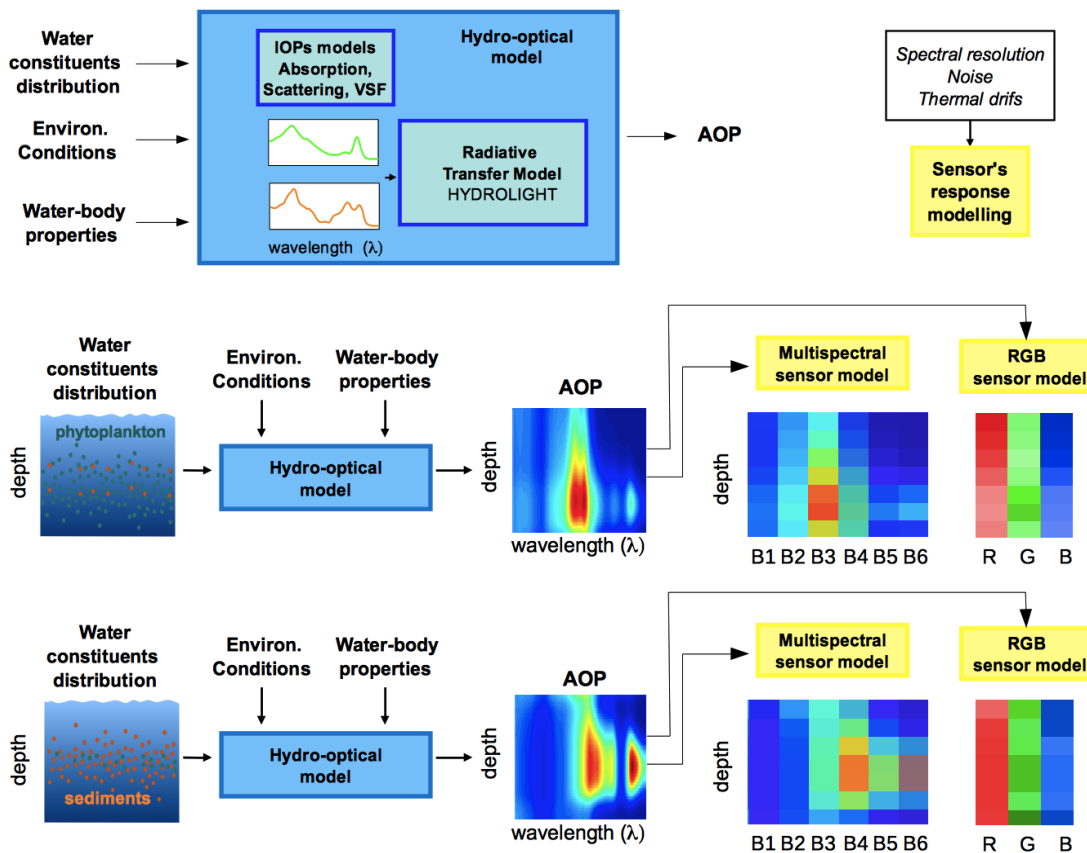 Water
constituents
distribution
Environ.
Conditions
Water-body
properties
IOPs models
Absorption,
Scattering, VSF
Hydro-optical
model
wavelength (λ)
Radiative
Transfer Model
HYDROLIGHT
AOP
Spectral resolution
Noise
Thermal drifs
Sensor's
response
modelling
Water
constituents
distribution
phytoplankton
depth
Environ.
Conditions
Water-body
properties
Hydro-optical
model
AOP
depth
wavelength (λ)
Multispectral
sensor model
depth
B1 B2 B3 B4 B5 B6
RGB
sensor model
R G B
Water
constituents
distribution
sediments
depth
Environ.
Conditions
Water-body
properties
Hydro-optical
model
AOP
depth
wavelength (λ)
Multispectral
sensor model
depth
B1 B2 B3 B4 B5 B6
RGB
sensor model
R G B